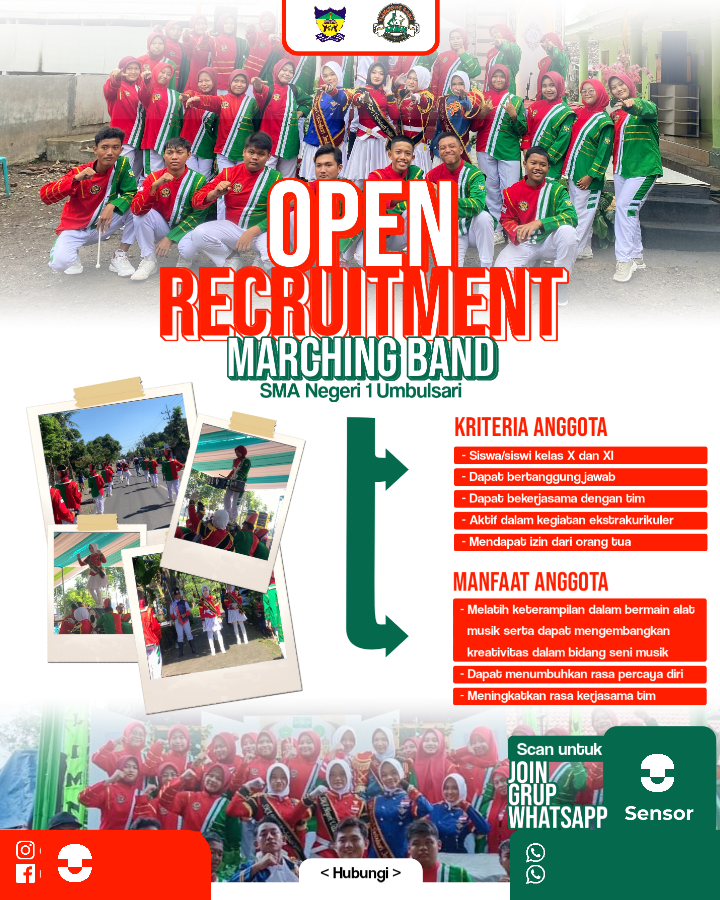 OPEN
RECRUITMENT
MARCHING BAND
SMA Negeri 1 Umbulsari
KRITERIA ANGGOTA
- Siswa/siswi kelas X dan XI
- Dapat bertanggung jawab
- Dapat bekerjasama dengan tim
- Aktif dalam kegiatan ekstrakurikuler
- Mendapat izin dari orang tua
MANFAAT ANGGOTA
- Melatih keterampilan dalam bermain alat
musik serta dapat mengembangkan
kreativitas dalam bidang seni musik
- Dapat menumbuhkan rasa percaya diri
- Meningkatkan rasa kerjasama tim
Scan untuk
JOIN
GRUP
WHATSAPP
Sensor
< Hubungi >